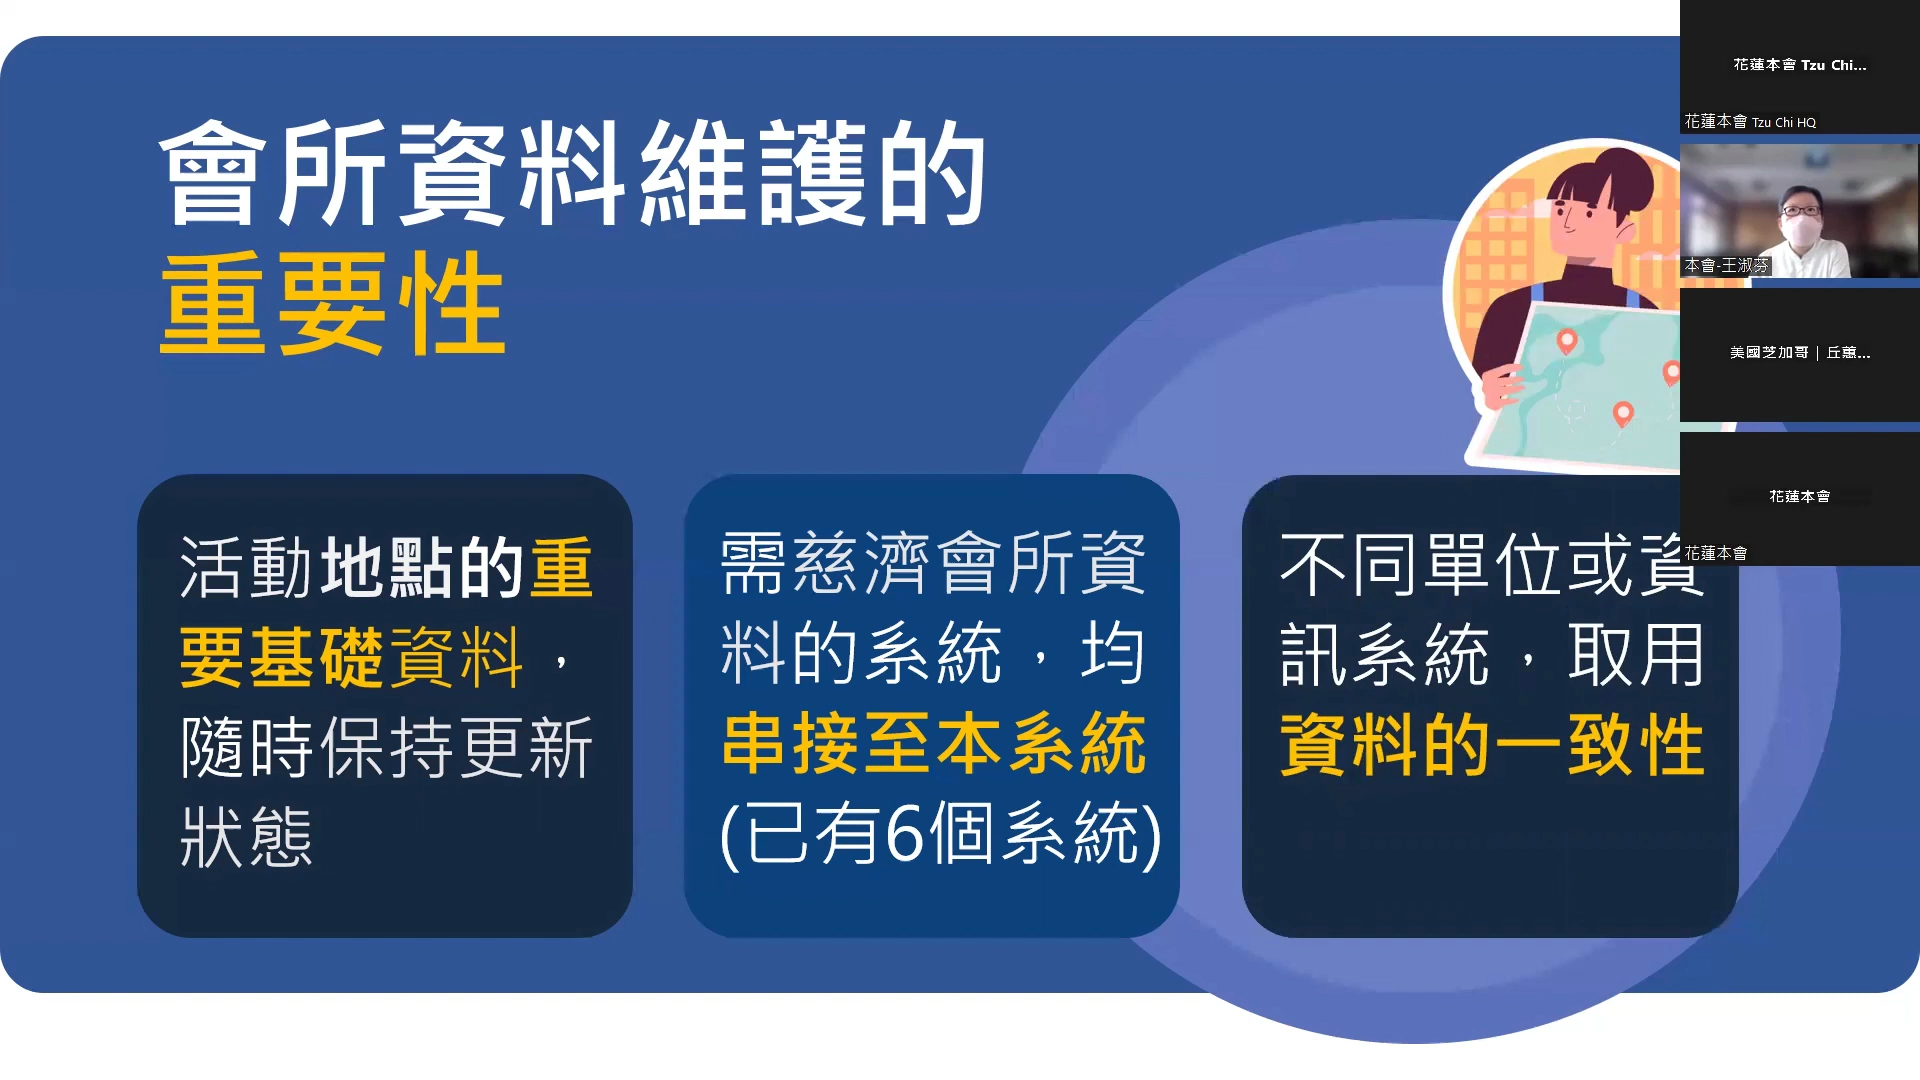 會所資料維護的
重要性
活動地點的重
要基礎資料，
隨時保持更新
狀態
需慈濟會所資
料的系統，均
串接至本系統
(已有6個系統)
不同單位或資
訊系統，取用
資料的一致性
花蓮本會 Tzu Chi...
花蓮本會 Tzu Chi HQ
本會-王淑芬
美國芝加哥｜丘蕙...
花蓮本會
花蓮本會